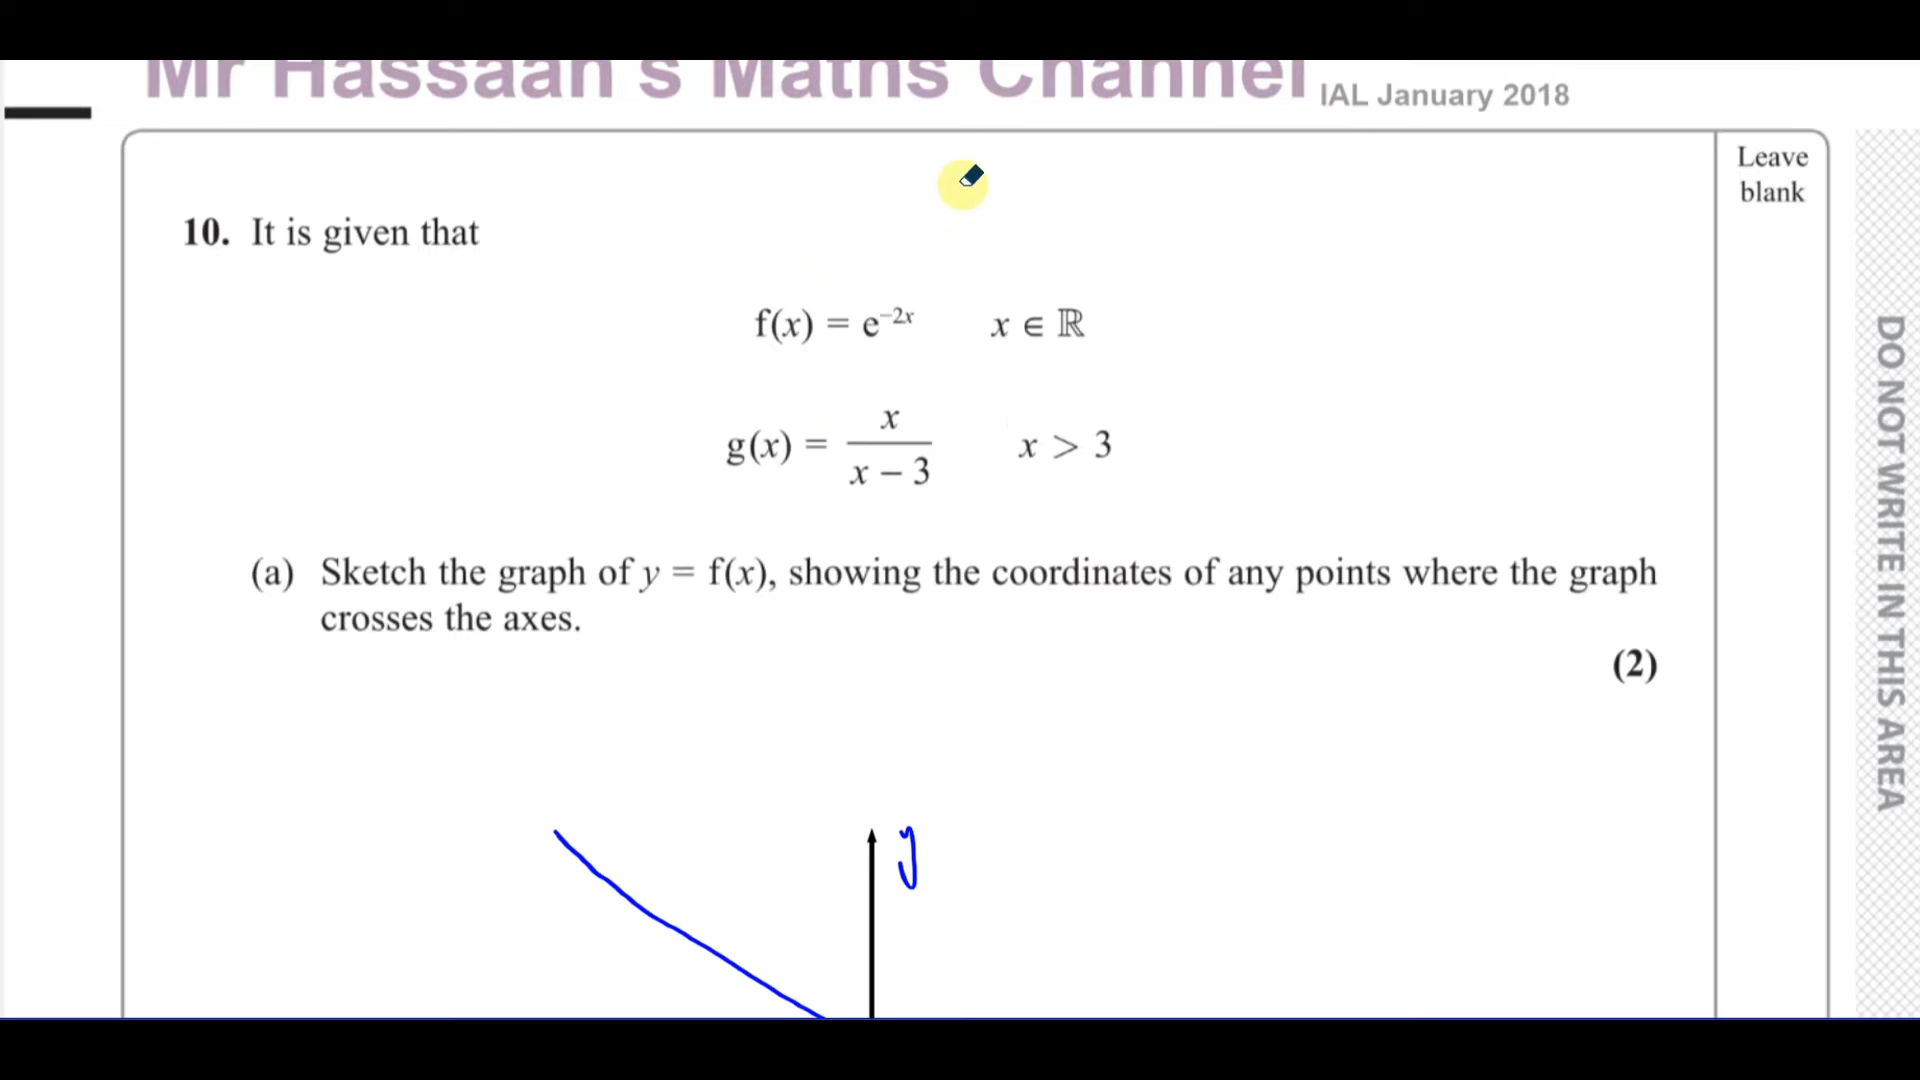 Mr Hassaan's Maths Channel IAL January 2018
Leave
blank
10. It is given that
f(x) = e⁻²ˣ x ∈ ℝ
g(x) = x / (x − 3) x > 3
(a) Sketch the graph of y = f(x), showing the coordinates of any points where the graph
crosses the axes.
(2)
y
DO NOT WRITE IN THIS AREA